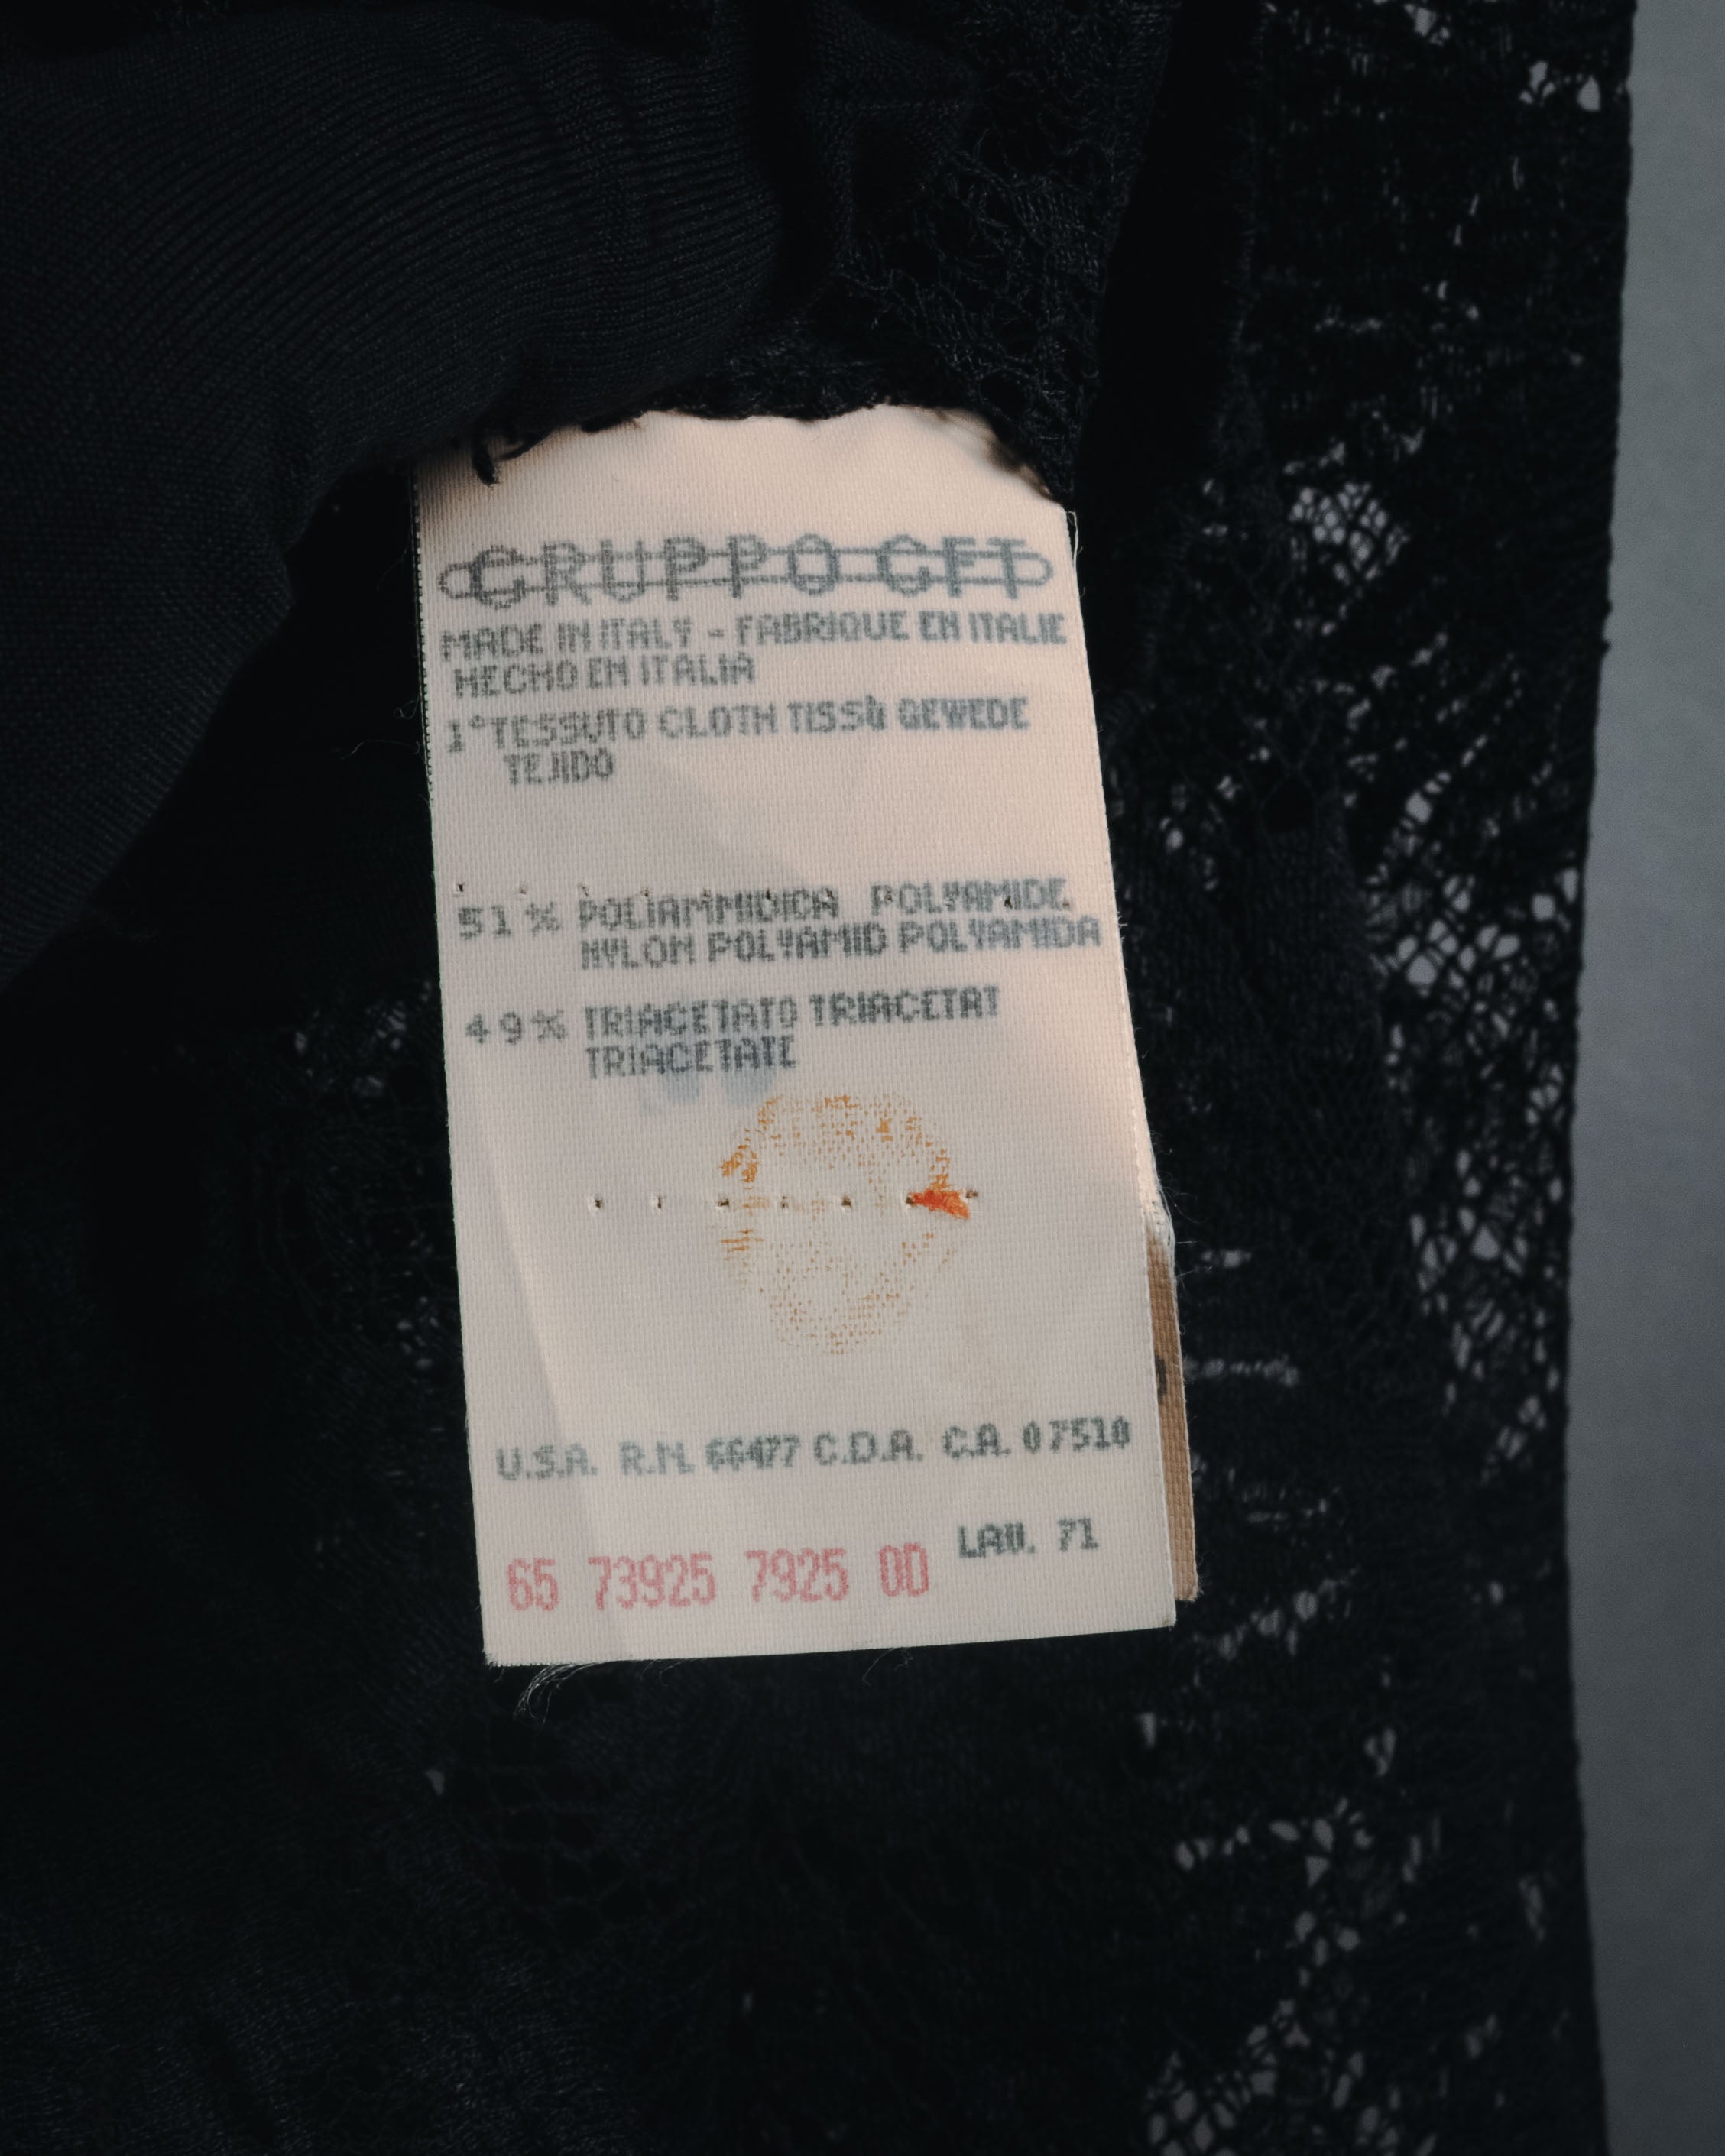 GRUPPO GFT
MADE IN ITALY - FABRIQUE EN ITALIE
HECHO EN ITALIA
1° TESSUTO CLOTH TISSÙ GEWEDE
TEJIDO
51% POLIAMMIDICA POLYAMIDE
NYLON POLYAMID POLYAMIDA
49% TRIACETATO TRIACETAT
TRIACETATE
U.S.A. R.N. 66477 C.D.A. C.A. 07510
LAV. 71
65 73925 7925 0D